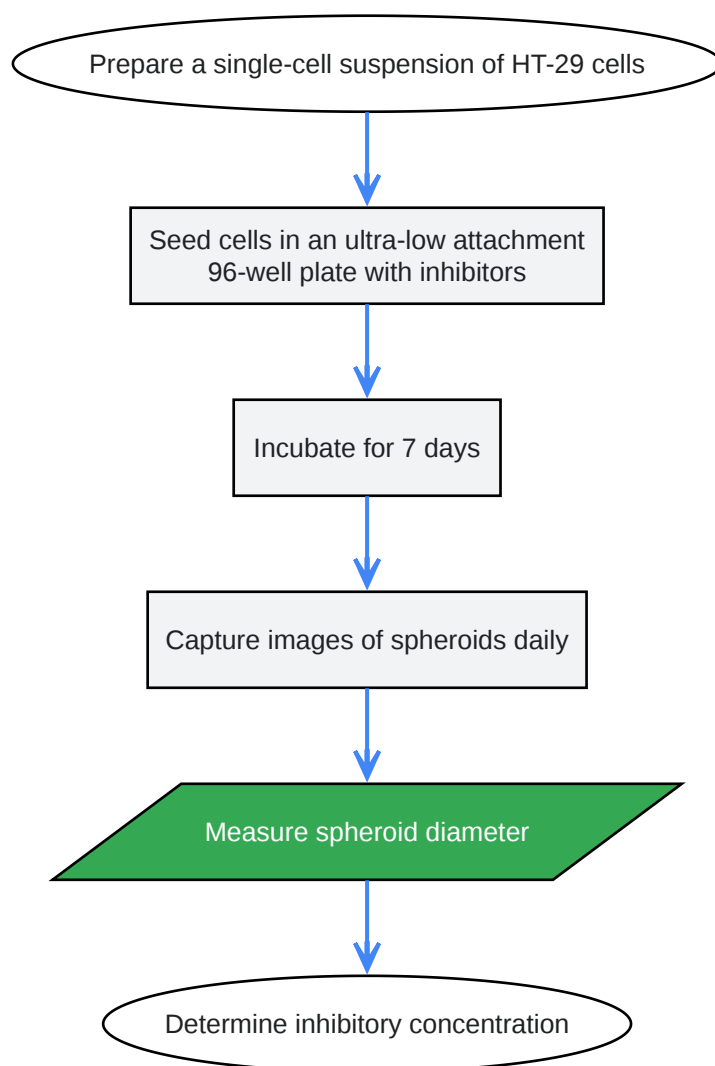 Prepare a single-cell suspension of HT-29 cells
Seed cells in an ultra-low attachment
96-well plate with inhibitors
Incubate for 7 days
Capture images of spheroids daily
Measure spheroid diameter
Determine inhibitory concentration